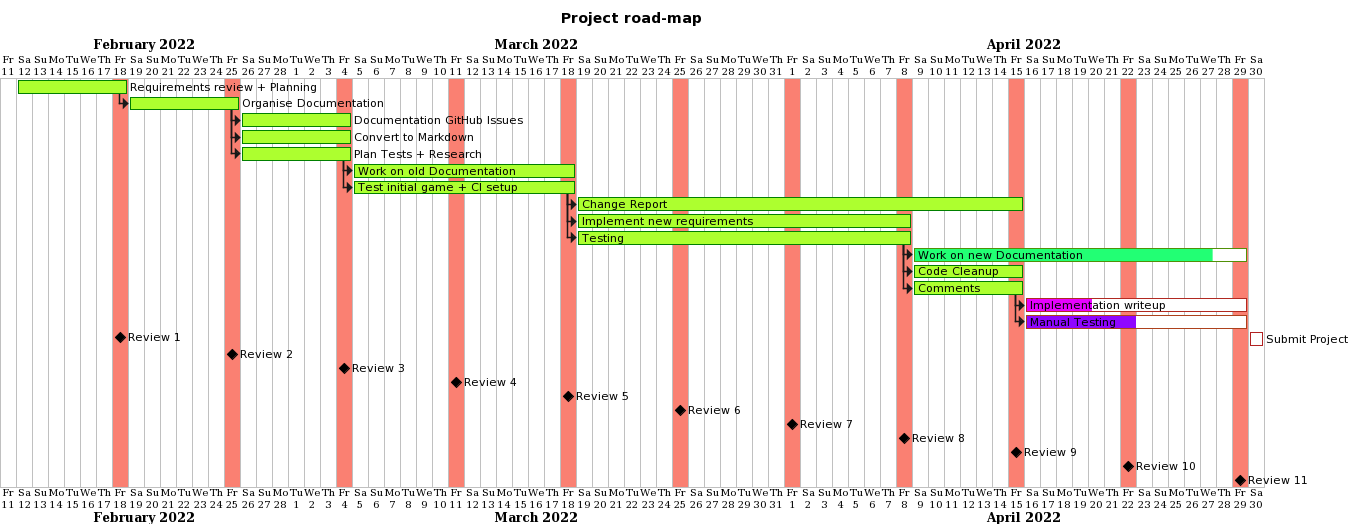 Project road-map
February 2022 March 2022 April 2022
Fr Sa Su Mo Tu We Th Fr Sa Su Mo Tu We Th Fr Sa Su Mo Tu We Th Fr Sa Su Mo Tu We Th Fr Sa Su Mo Tu We Th Fr Sa Su Mo Tu We Th Fr Sa Su Mo Tu We Th Fr Sa Su Mo Tu We Th Fr Sa Su Mo Tu We Th Fr Sa Su Mo Tu We Th Fr Sa Su Mo Tu We Th Fr Sa
11 12 13 14 15 16 17 18 19 20 21 22 23 24 25 26 27 28 1 2 3 4 5 6 7 8 9 10 11 12 13 14 15 16 17 18 19 20 21 22 23 24 25 26 27 28 29 30 31 1 2 3 4 5 6 7 8 9 10 11 12 13 14 15 16 17 18 19 20 21 22 23 24 25 26 27 28 29 30
Requirements review + Planning
Organise Documentation
Documentation GitHub Issues
Convert to Markdown
Plan Tests + Research
Work on old Documentation
Test initial game + CI setup
Change Report
Implement new requirements
Testing
Work on new Documentation
Code Cleanup
Comments
Implementation writeup
Manual Testing
Review 1
Submit Project
Review 2
Review 3
Review 4
Review 5
Review 6
Review 7
Review 8
Review 9
Review 10
Review 11
Fr Sa Su Mo Tu We Th Fr Sa Su Mo Tu We Th Fr Sa Su Mo Tu We Th Fr Sa Su Mo Tu We Th Fr Sa Su Mo Tu We Th Fr Sa Su Mo Tu We Th Fr Sa Su Mo Tu We Th Fr Sa Su Mo Tu We Th Fr Sa Su Mo Tu We Th Fr Sa Su Mo Tu We Th Fr Sa Su Mo Tu We Th Fr Sa
11 12 13 14 15 16 17 18 19 20 21 22 23 24 25 26 27 28 1 2 3 4 5 6 7 8 9 10 11 12 13 14 15 16 17 18 19 20 21 22 23 24 25 26 27 28 29 30 31 1 2 3 4 5 6 7 8 9 10 11 12 13 14 15 16 17 18 19 20 21 22 23 24 25 26 27 28 29 30
February 2022 March 2022 April 2022